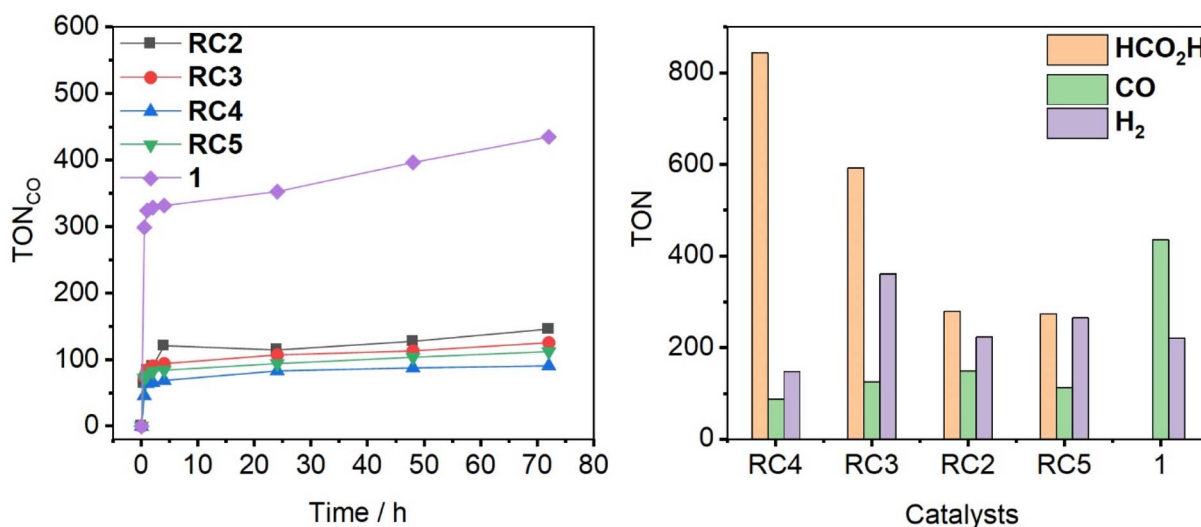 600
500
400
300
200
100
0
TON_CO
RC2
RC3
RC4
RC5
1
0 10 20 30 40 50 60 70 80
Time / h
800
600
400
200
0
TON
HCO₂H
CO
H₂
RC4 RC3 RC2 RC5 1
Catalysts